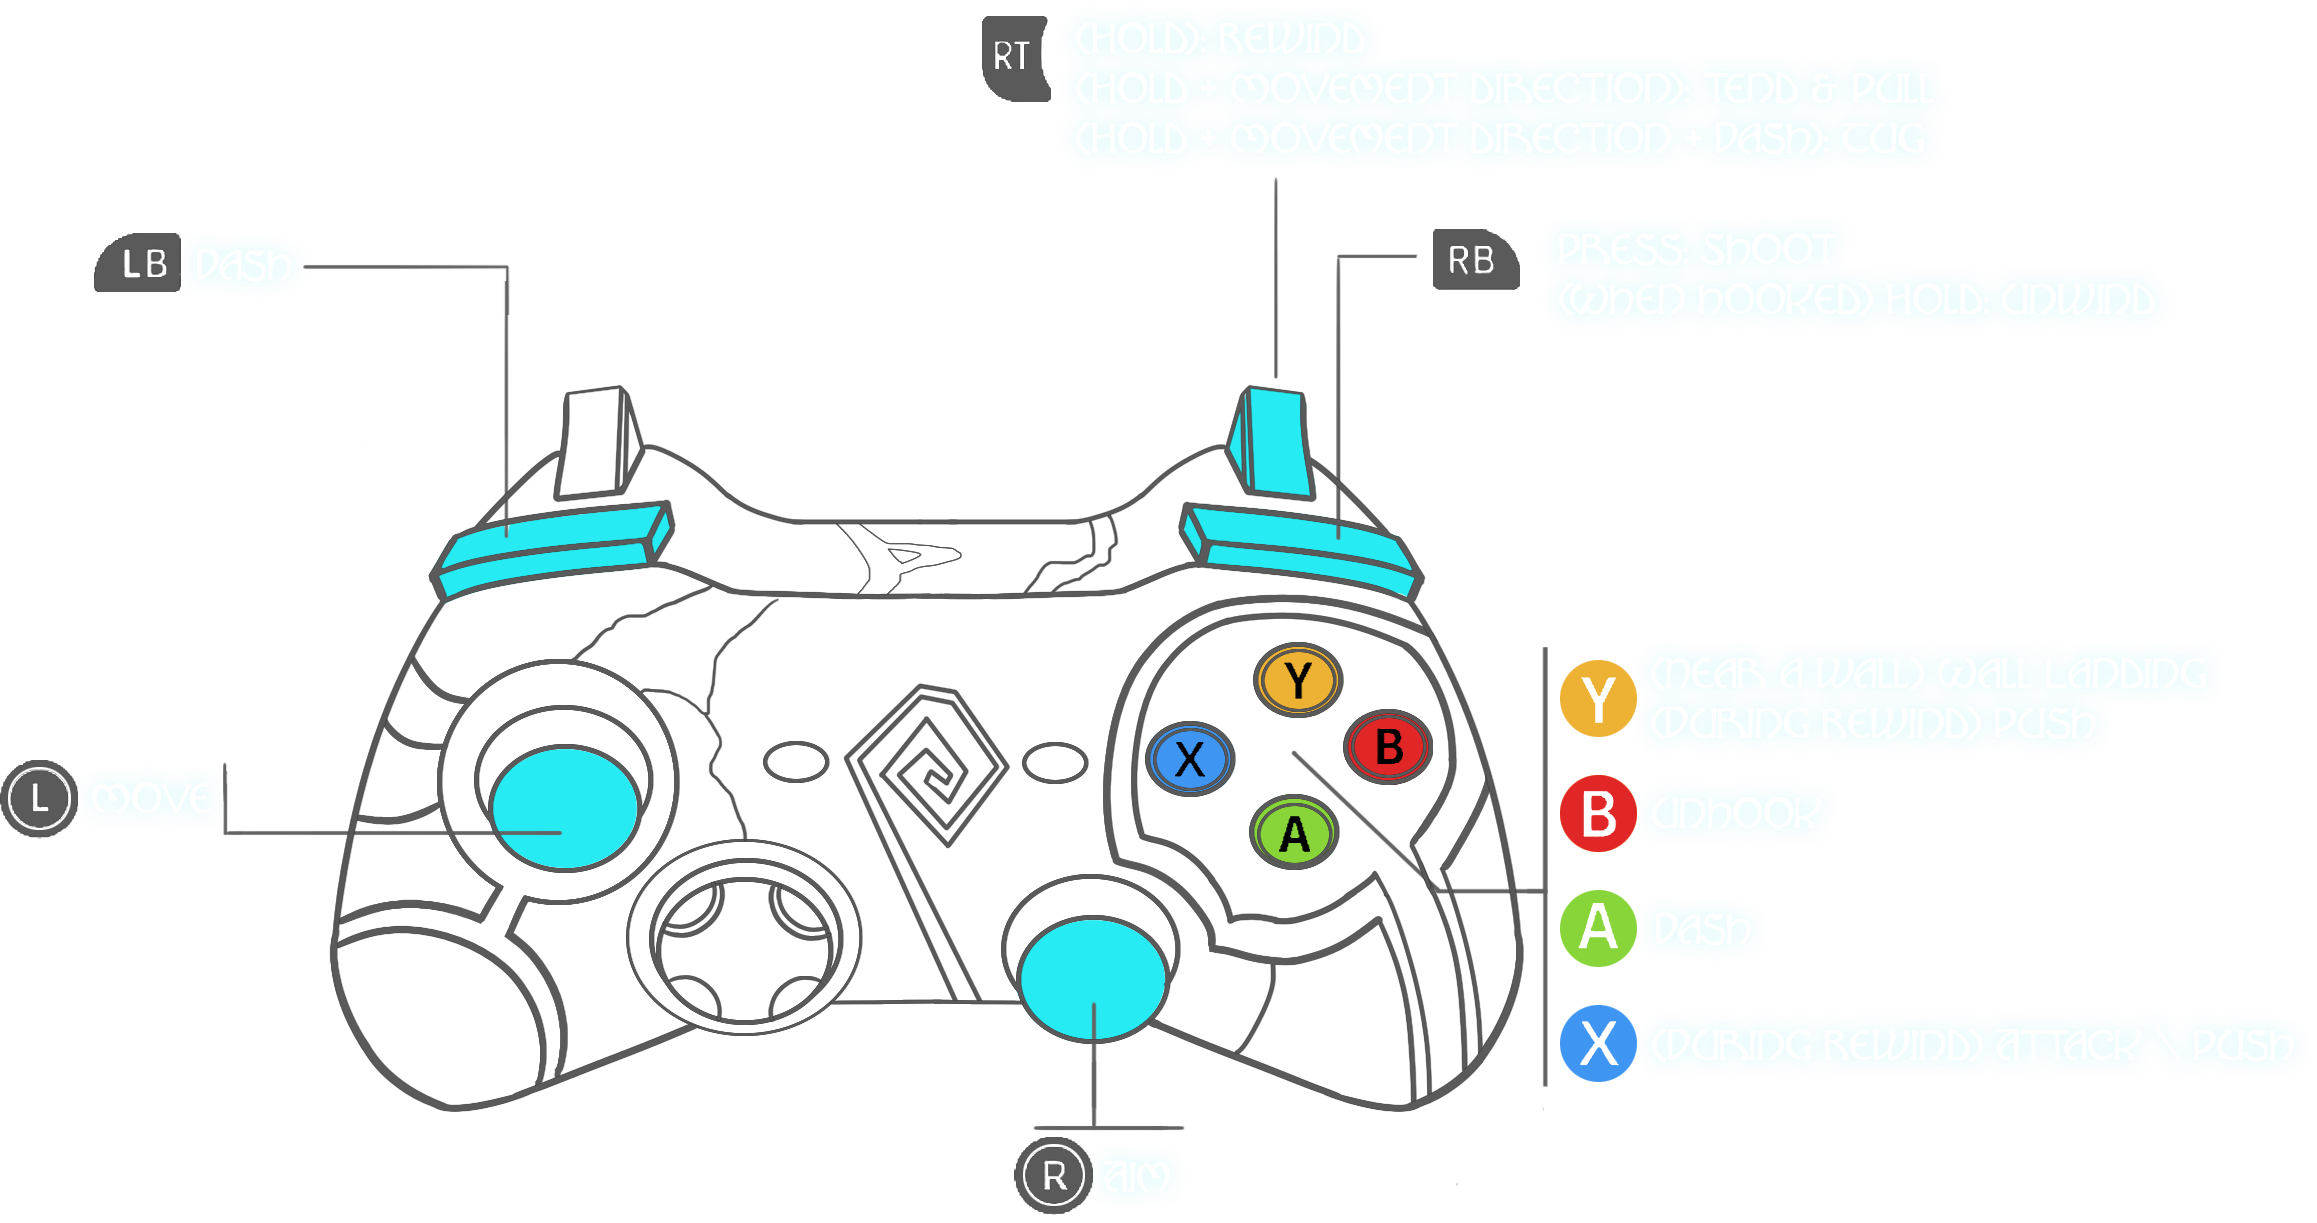 RT (HOLD): REWIND
(HOLD + MOVEMENT DIRECTION): TEND & PULL
(HOLD + MOVEMENT DIRECTION + DASH): TUG
LB DASH
RB PRESS: SHOOT
(WHEN HOOKED) HOLD: UNWIND
Y
X
B
A
Y (NEAR A WALL) WALL LANDING
(DURING REWIND) PUSH
B UNHOOK
A DASH
X (DURING REWIND) ATTACK \ PUSH
L MOVE
R AIM